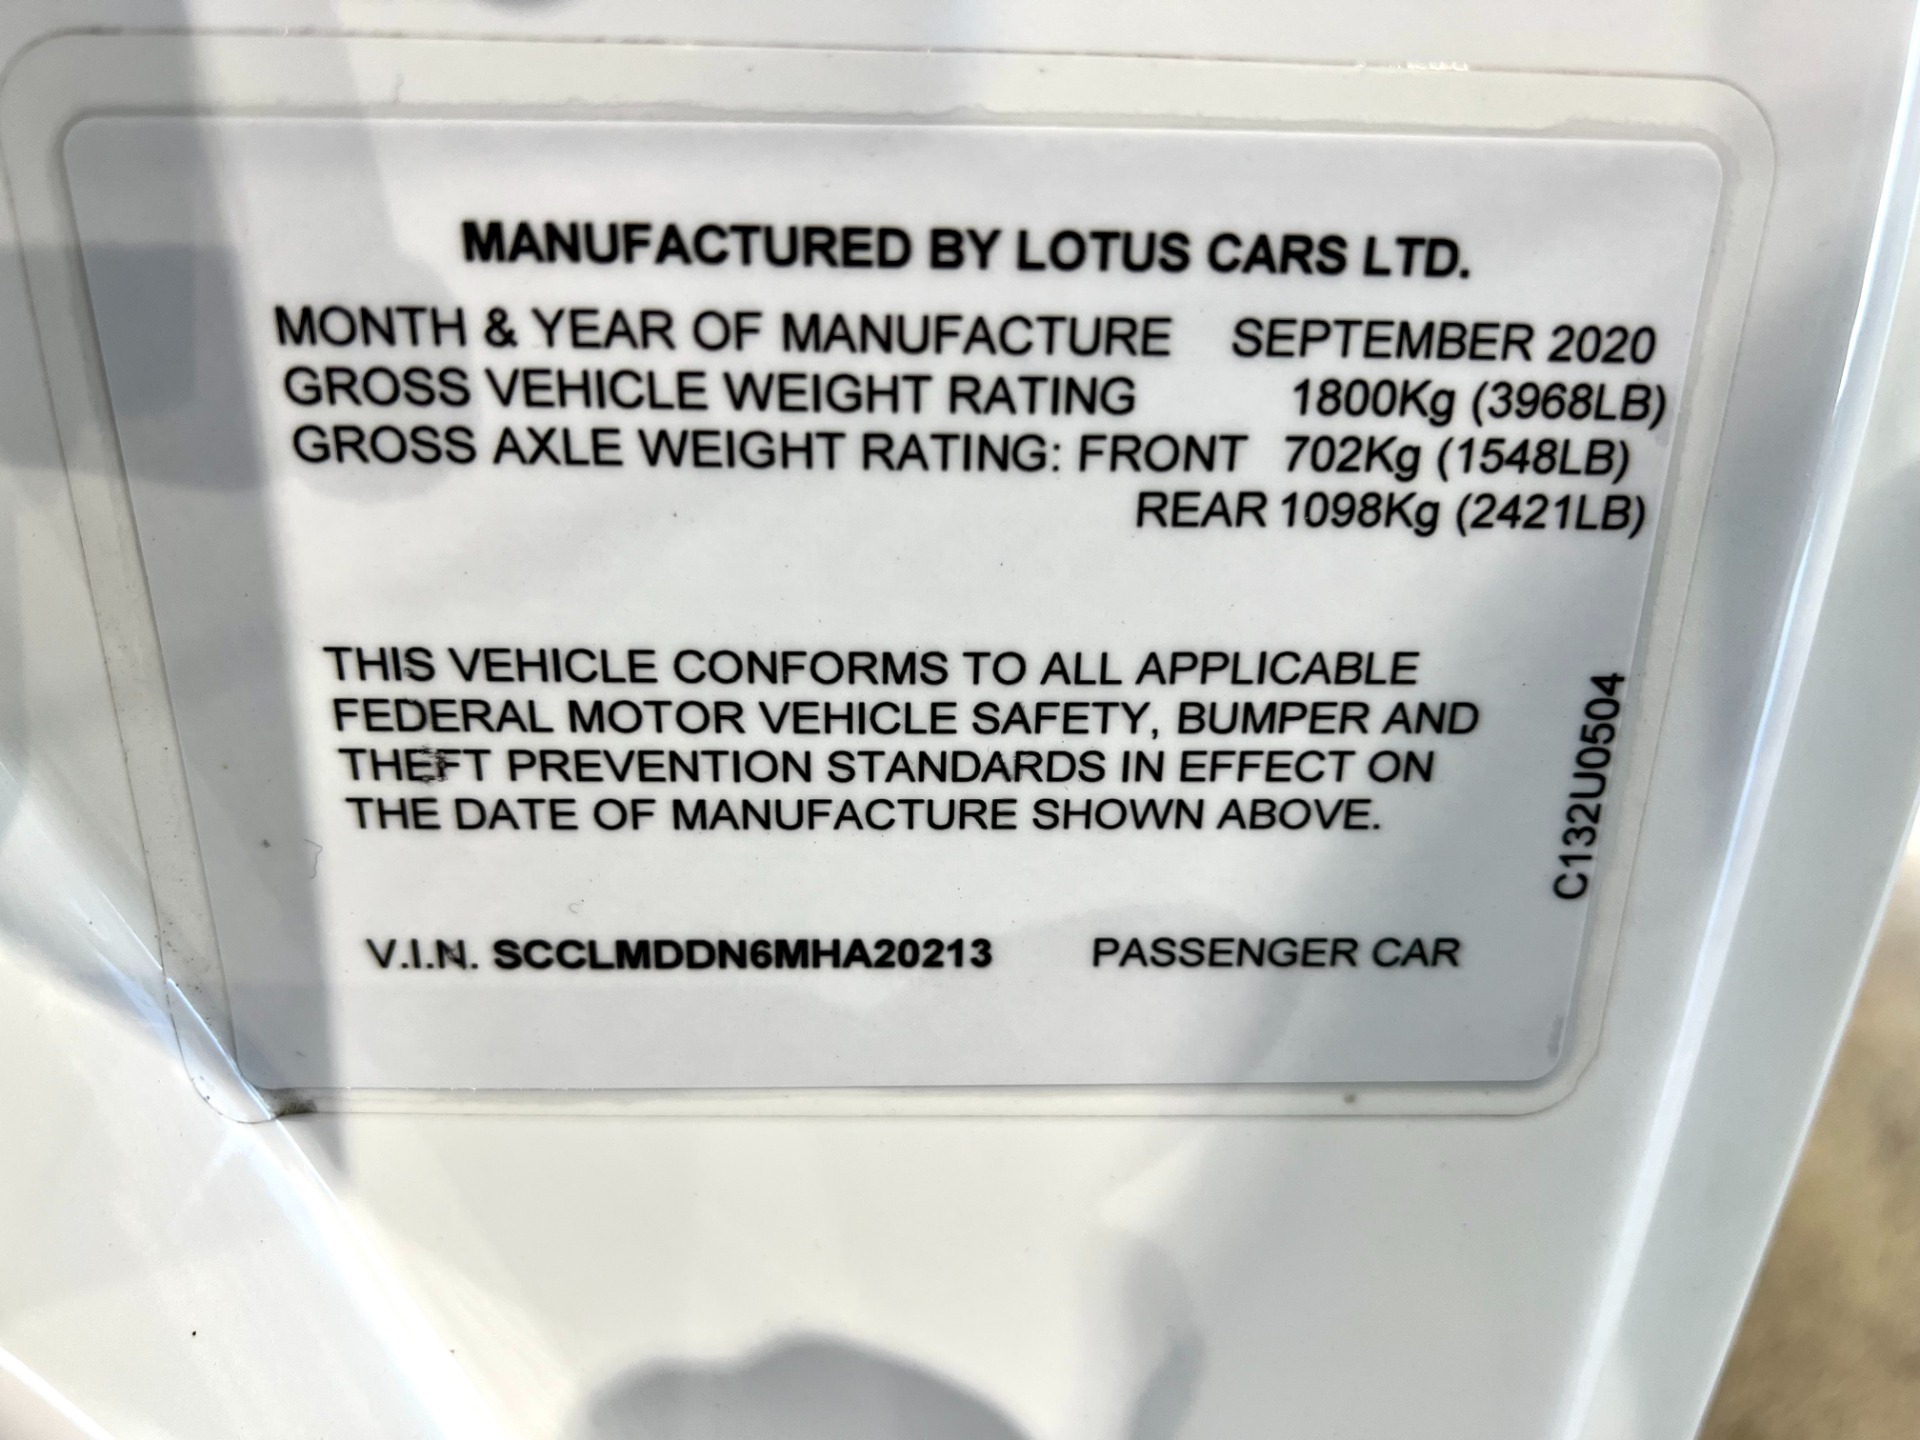 MANUFACTURED BY LOTUS CARS LTD.
MONTH & YEAR OF MANUFACTURE SEPTEMBER 2020
GROSS VEHICLE WEIGHT RATING 1800Kg (3968LB)
GROSS AXLE WEIGHT RATING: FRONT 702Kg (1548LB)
REAR 1098Kg (2421LB)
THIS VEHICLE CONFORMS TO ALL APPLICABLE
FEDERAL MOTOR VEHICLE SAFETY, BUMPER AND
THEFT PREVENTION STANDARDS IN EFFECT ON
THE DATE OF MANUFACTURE SHOWN ABOVE.
C132U0504
V.I.N. SCCLMDDN6MHA20213 PASSENGER CAR